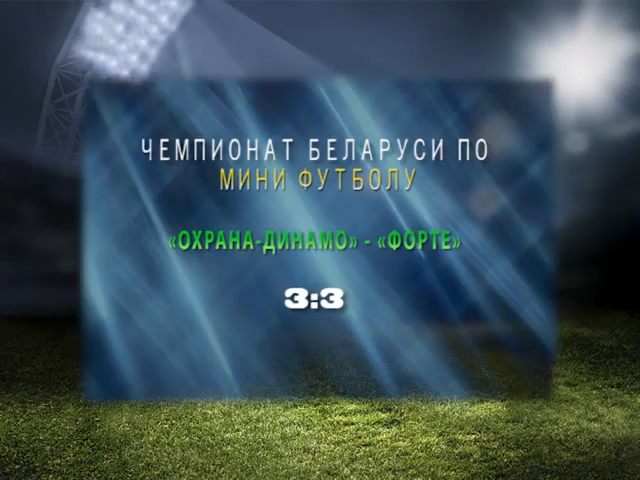 ЧЕМПИОНАТ БЕЛАРУСИ ПО
МИНИ ФУТБОЛУ
«ОХРАНА-ДИНАМО» - «ФОРТЕ»
3:3